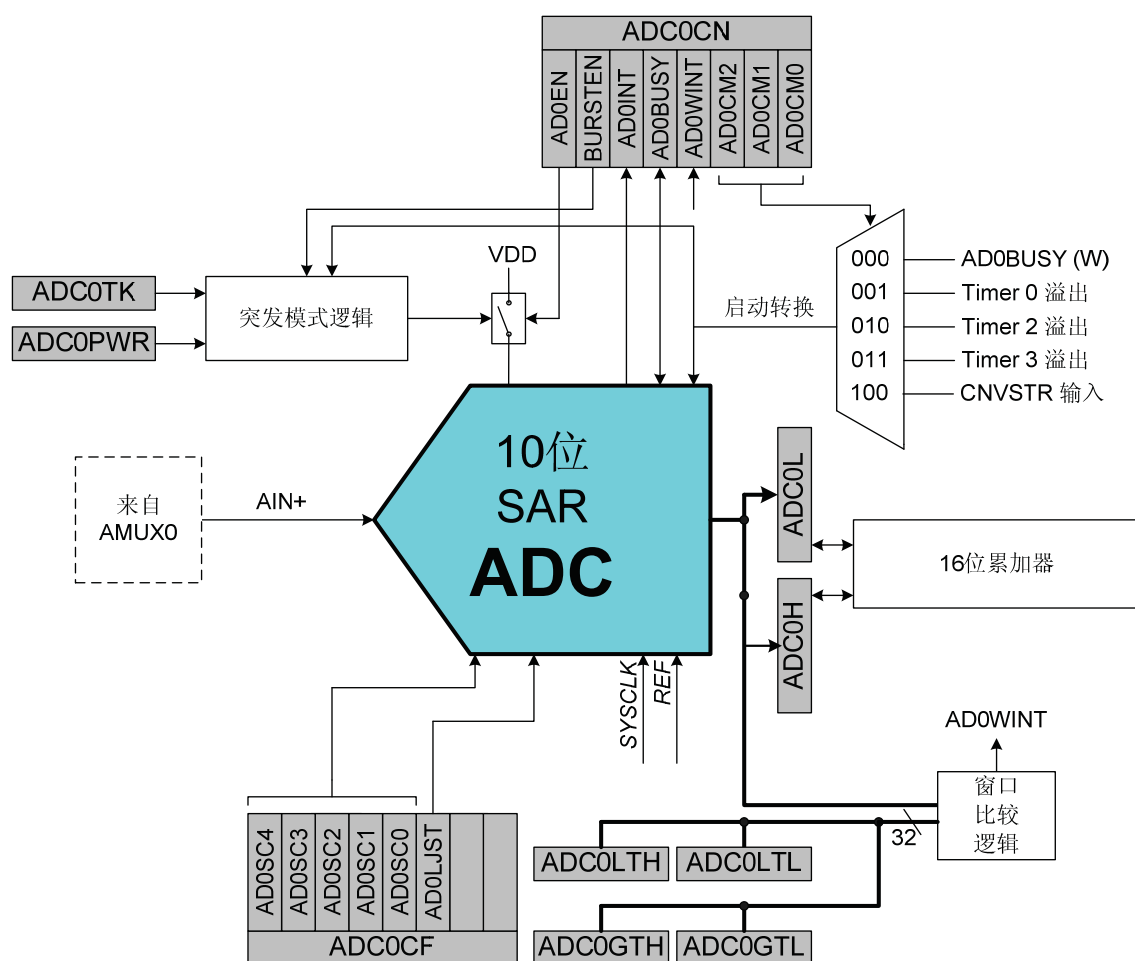 ADC0CN
AD0EN
BURSTEN
AD0INT
AD0BUSY
AD0WINT
AD0CM2
AD0CM1
AD0CM0
VDD
ADC0TK
ADC0PWR
突发模式逻辑
启动转换
000
AD0BUSY (W)
001
Timer 0 溢出
010
Timer 2 溢出
011
Timer 3 溢出
100
CNVSTR 输入
来自
AMUX0
AIN+
10位
SAR
ADC
ADC0L
ADC0H
16位累加器
SYSCLK
REF
AD0WINT
窗口
比较
逻辑
32
AD0SC4
AD0SC3
AD0SC2
AD0SC1
AD0SC0
AD0LJST
ADC0CF
ADC0LTH
ADC0LTL
ADC0GTH
ADC0GTL